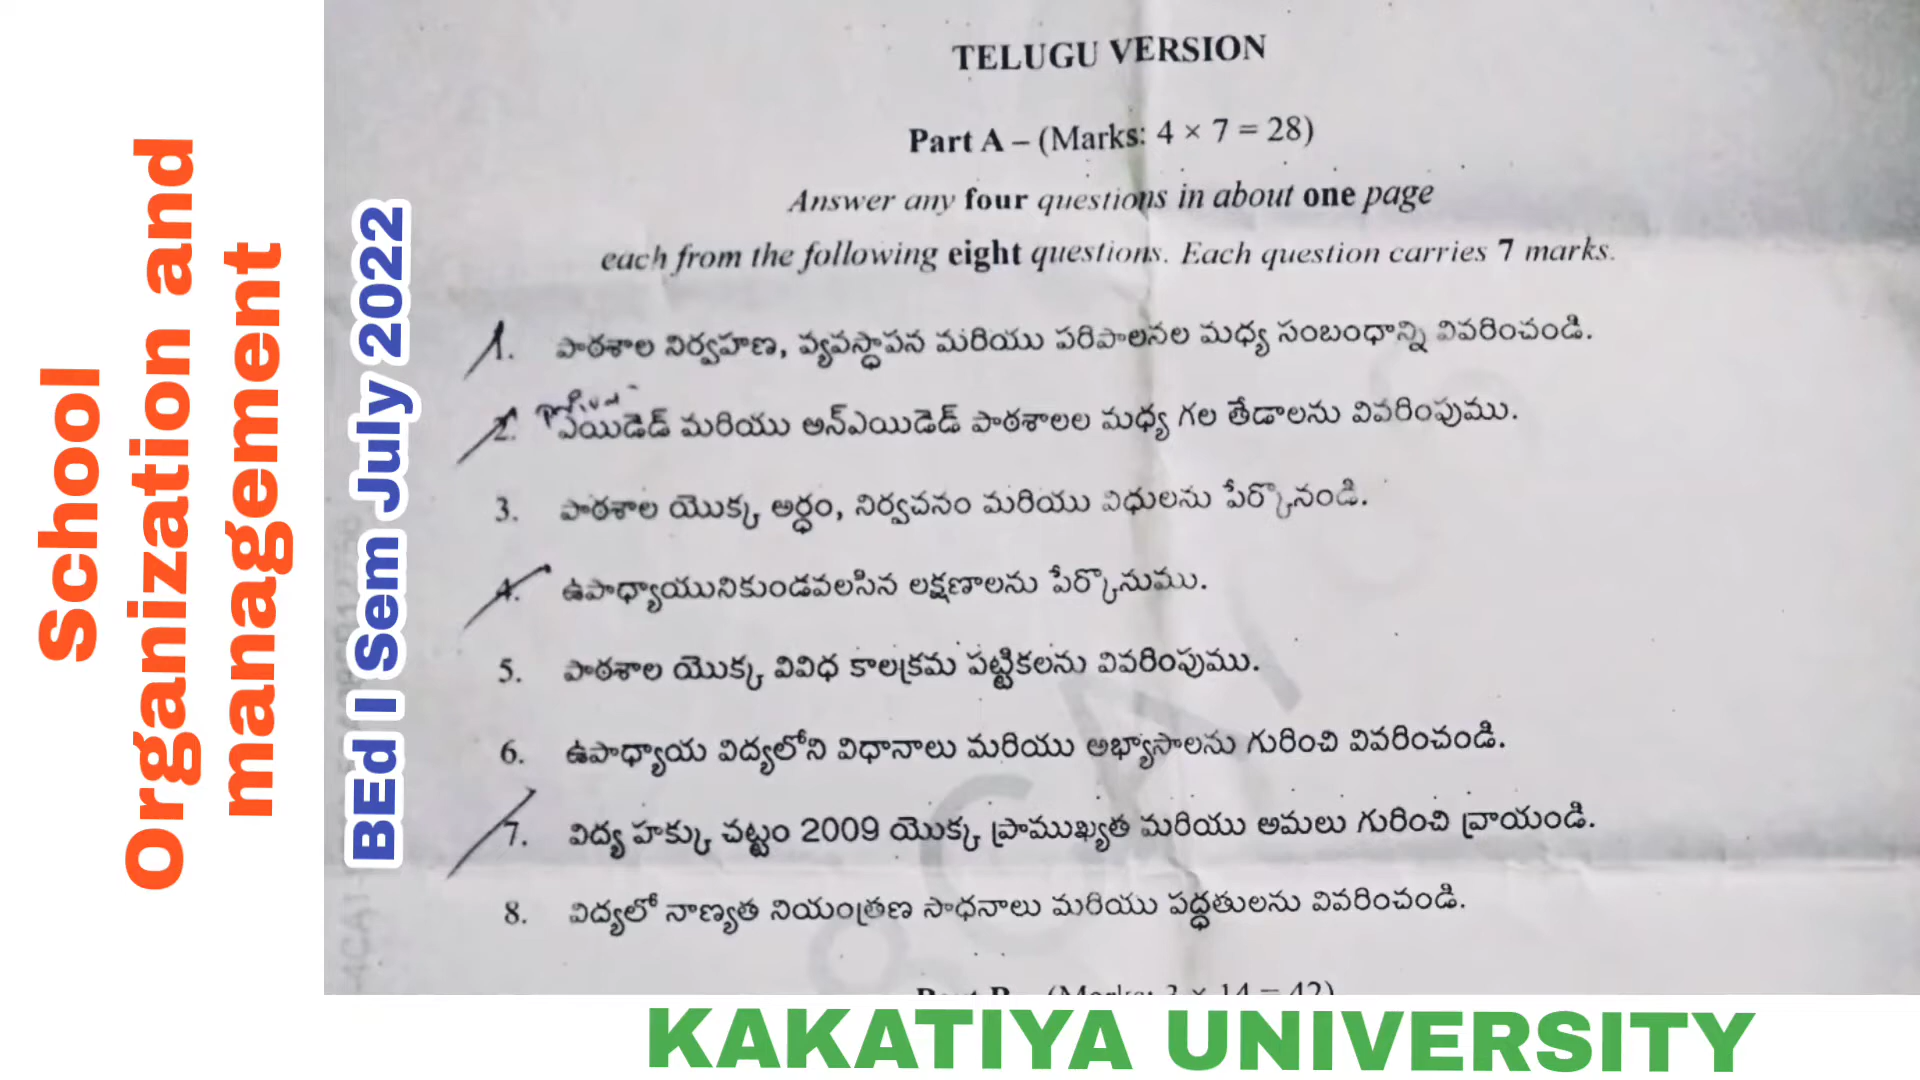 School
Organization and
management
BEd I Sem July 2022
TELUGU VERSION
Part A – (Marks: 4 × 7 = 28)
Answer any four questions in about one page
each from the following eight questions. Each question carries 7 marks.
1. పాఠశాల నిర్వహణ, వ్యవస్థాపన మరియు పరిపాలనల మధ్య సంబంధాన్ని వివరించండి.
2. ఎయిడెడ్ మరియు అన్ఎయిడెడ్ పాఠశాలల మధ్య గల తేడాలను వివరింపుము.
3. పాఠశాల యొక్క అర్థం, నిర్వచనం మరియు విధులను పేర్కొనండి.
4. ఉపాధ్యాయునికుండవలసిన లక్షణాలను పేర్కొనుము.
5. పాఠశాల యొక్క వివిధ కాలక్రమ పట్టికలను వివరింపుము.
6. ఉపాధ్యాయ విద్యలోని విధానాలు మరియు అభ్యాసాలను గురించి వివరించండి.
7. విద్య హక్కు చట్టం 2009 యొక్క ప్రాముఖ్యత మరియు అమలు గురించి వ్రాయండి.
8. విద్యలో నాణ్యత నియంత్రణ సాధనాలు మరియు పద్ధతులను వివరించండి.
KAKATIYA UNIVERSITY